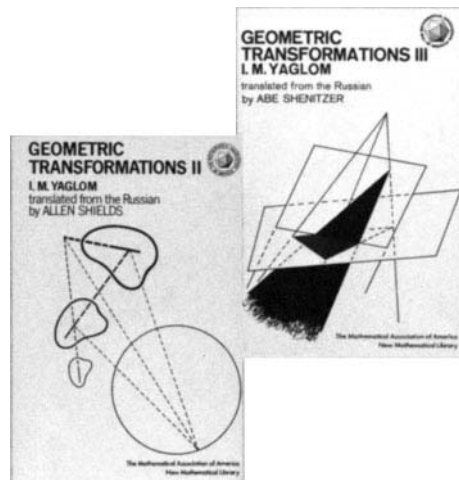 GEOMETRIC
TRANSFORMATIONS III
I. M. YAGLOM
translated from the Russian
by ABE SHENITZER
The Mathematical Association of America
New Mathematical Library
GEOMETRIC
TRANSFORMATIONS II
I. M. YAGLOM
translated from the Russian
by ALLEN SHIELDS
The Mathematical Association of America
New Mathematical Library